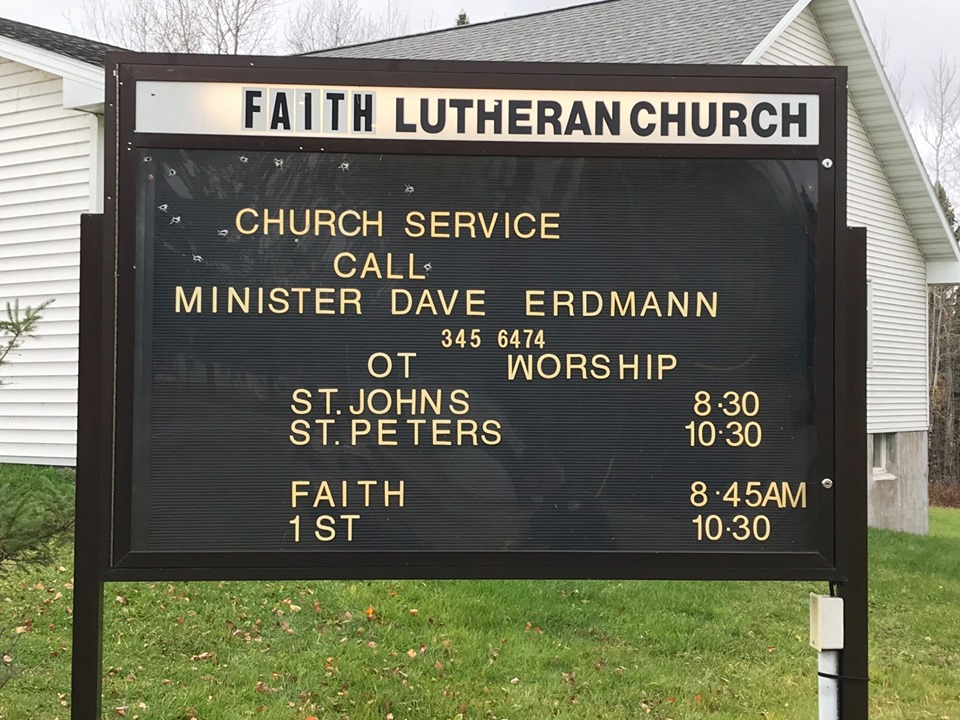 FAITH LUTHERAN CHURCH
CHURCH SERVICE
CALL
MINISTER DAVE ERDMANN
345 6474
OT WORSHIP
ST. JOHNS 8·30
ST. PETERS 10·30
FAITH 8·45AM
1ST 10·30